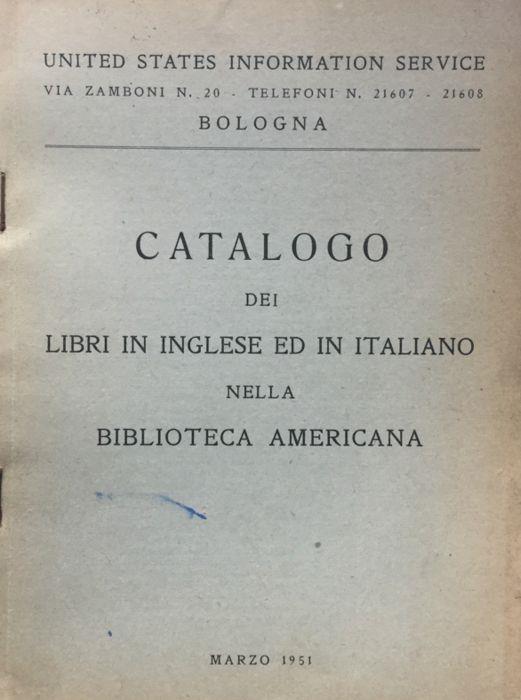 UNITED STATES INFORMATION SERVICE
VIA ZAMBONI N. 20 - TELEFONI N. 21607 - 21608
BOLOGNA
CATALOGO
DEI
LIBRI IN INGLESE ED IN ITALIANO
NELLA
BIBLIOTECA AMERICANA
MARZO 1951